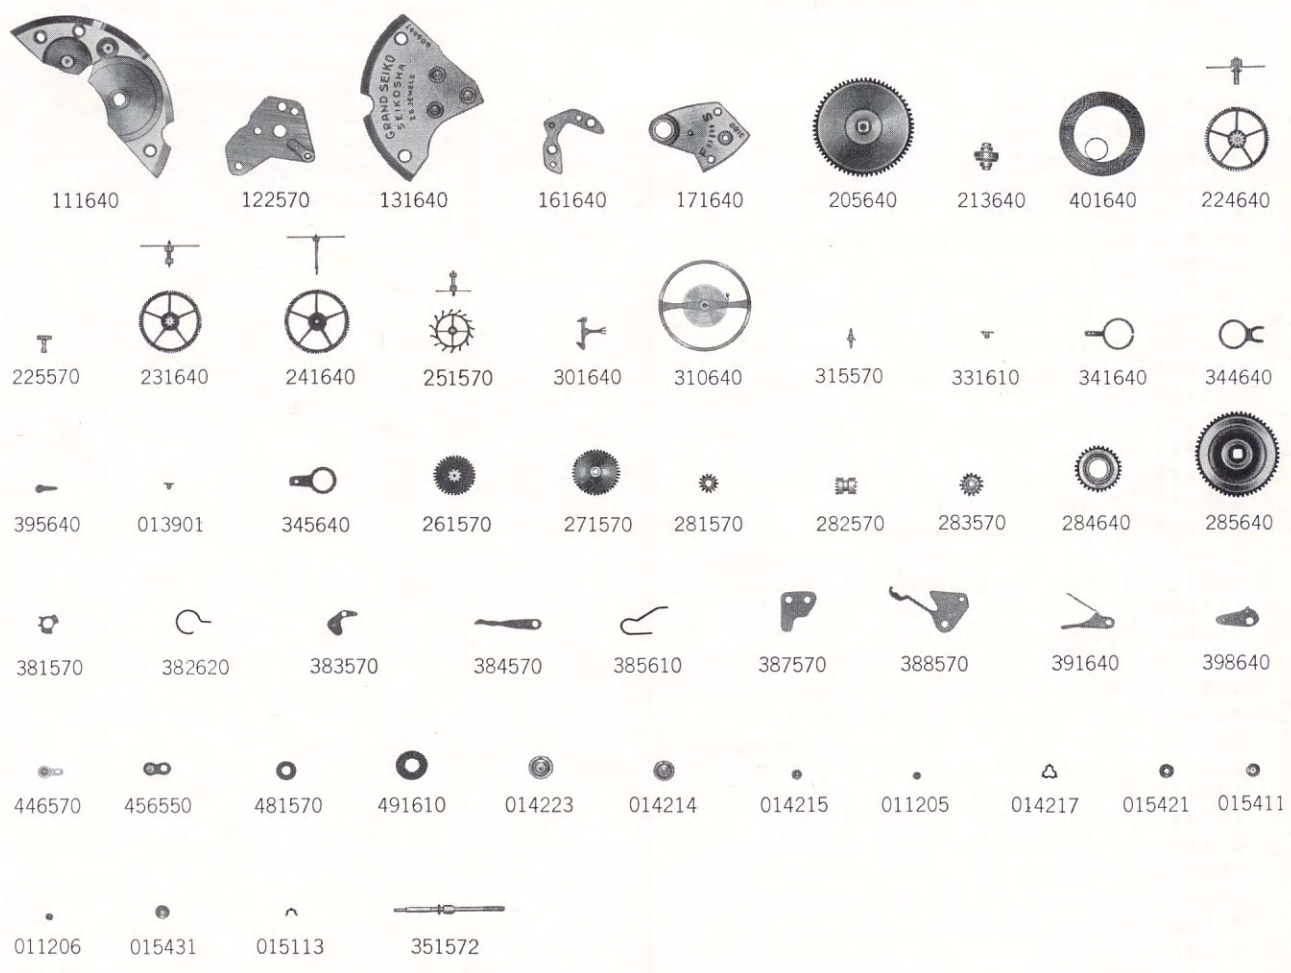 GRAND SEIKO
SEIKOSHA
25 JEWELS
S
F
111640 122570 131640 161640 171640 205640 213640 401640 224640
225570 231640 241640 251570 301640 310640 315570 331610 341640 344640
395640 013901 345640 261570 271570 281570 282570 283570 284640 285640
381570 382620 383570 384570 385610 387570 388570 391640 398640
446570 456550 481570 491610 014223 014214 014215 011205 014217 015421 015411
011206 015431 015113 351572